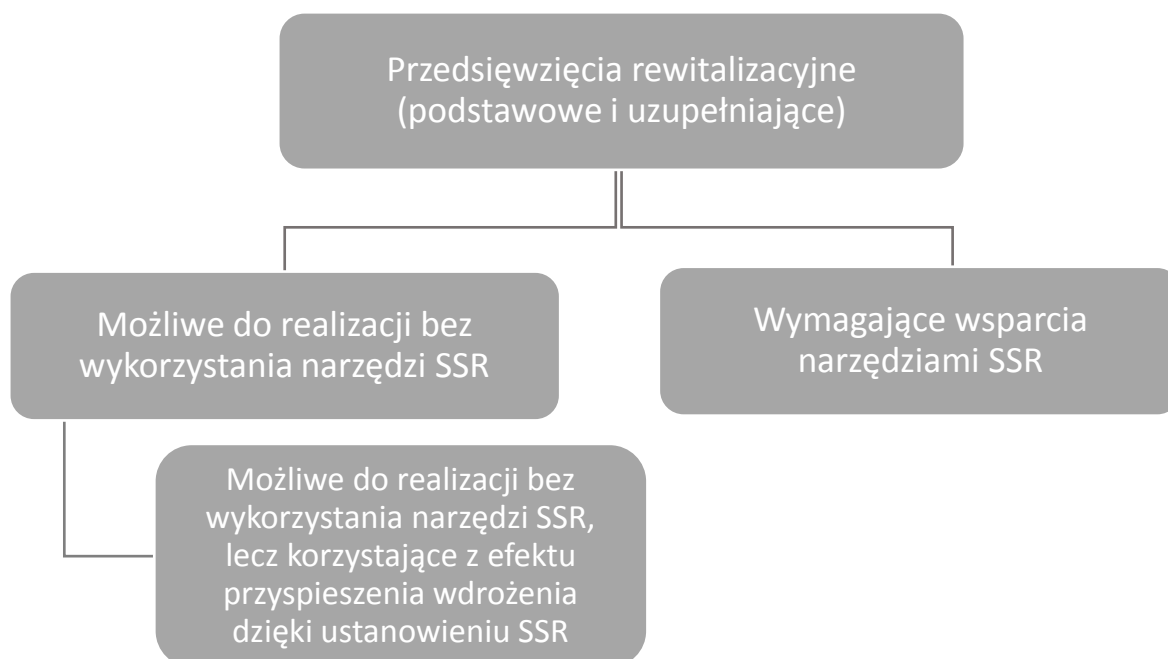 Przedsięwzięcia rewitalizacyjne
(podstawowe i uzupełniające)
Możliwe do realizacji bez
wykorzystania narzędzi SSR
Wymagające wsparcia
narzędziami SSR
Możliwe do realizacji bez
wykorzystania narzędzi SSR,
lecz korzystające z efektu
przyspieszenia wdrożenia
dzięki ustanowieniu SSR